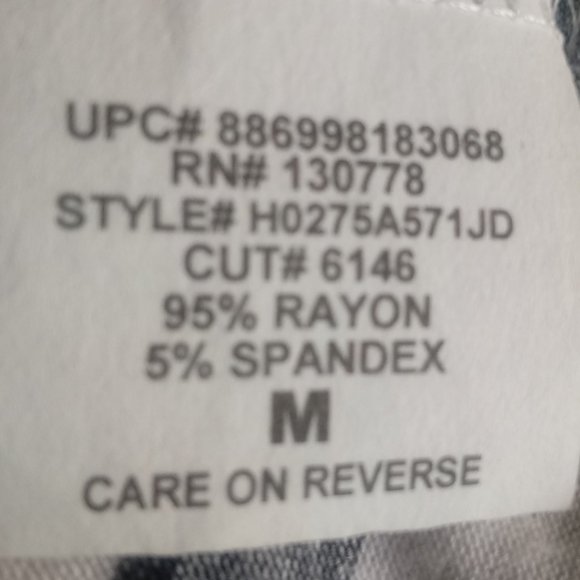 UPC# 886998183068
RN# 130778
STYLE# H0275A571JD
CUT# 6146
95% RAYON
5% SPANDEX
M
CARE ON REVERSE